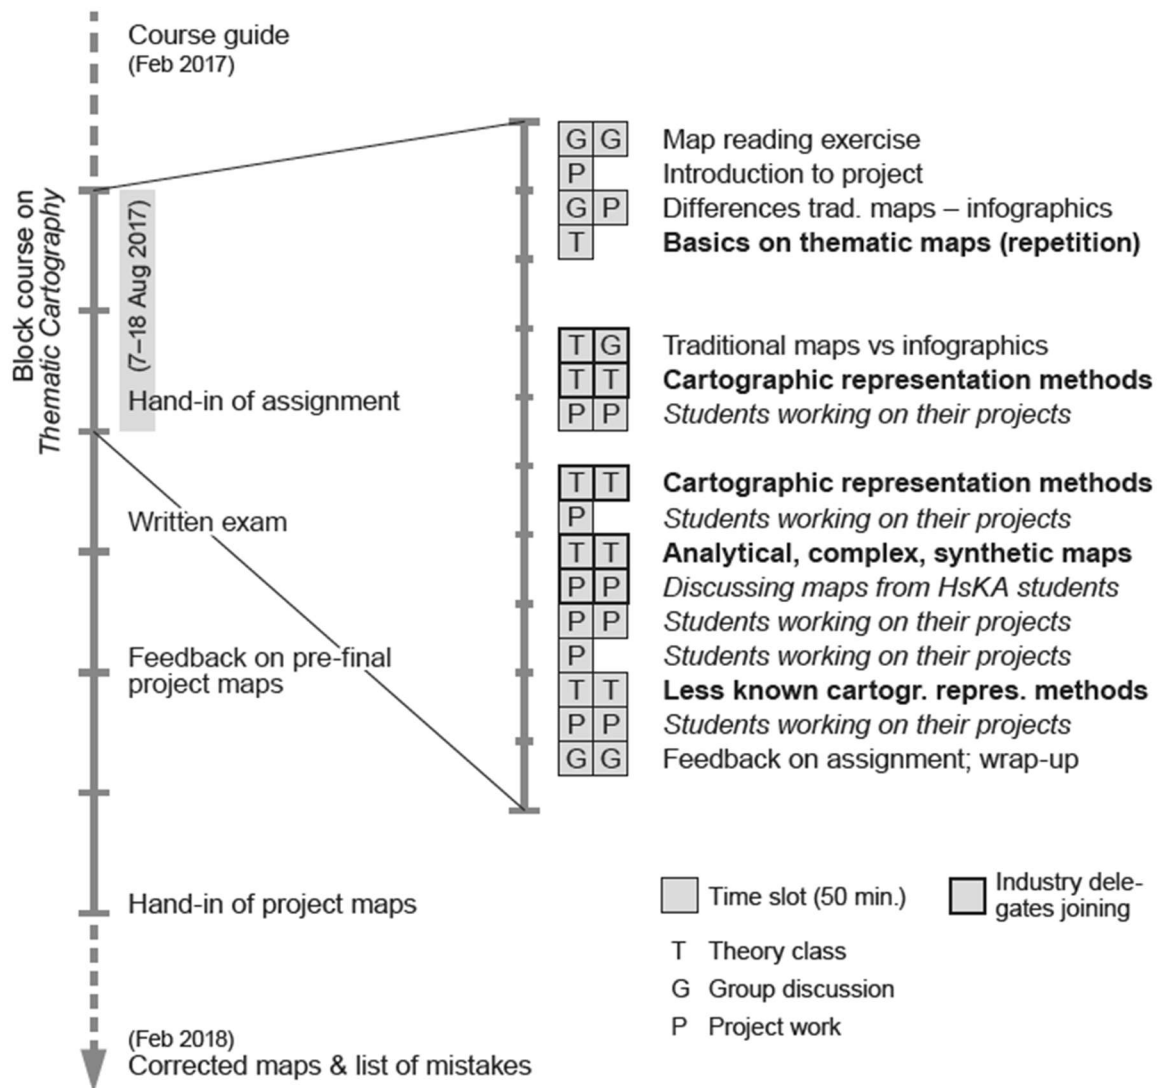 Course guide
(Feb 2017)
Block course on
Thematic Cartography
(7–18 Aug 2017)
Hand-in of assignment
Written exam
Feedback on pre-final
project maps
Hand-in of project maps
(Feb 2018)
Corrected maps & list of mistakes
G G Map reading exercise
P Introduction to project
G P Differences trad. maps – infographics
T Basics on thematic maps (repetition)
T G Traditional maps vs infographics
T T Cartographic representation methods
P P Students working on their projects
T T Cartographic representation methods
P Students working on their projects
T T Analytical, complex, synthetic maps
P P Discussing maps from HsKA students
P P Students working on their projects
P Students working on their projects
T T Less known cartogr. repres. methods
P P Students working on their projects
G G Feedback on assignment; wrap-up
Time slot (50 min.)
Industry dele-
gates joining
T Theory class
G Group discussion
P Project work